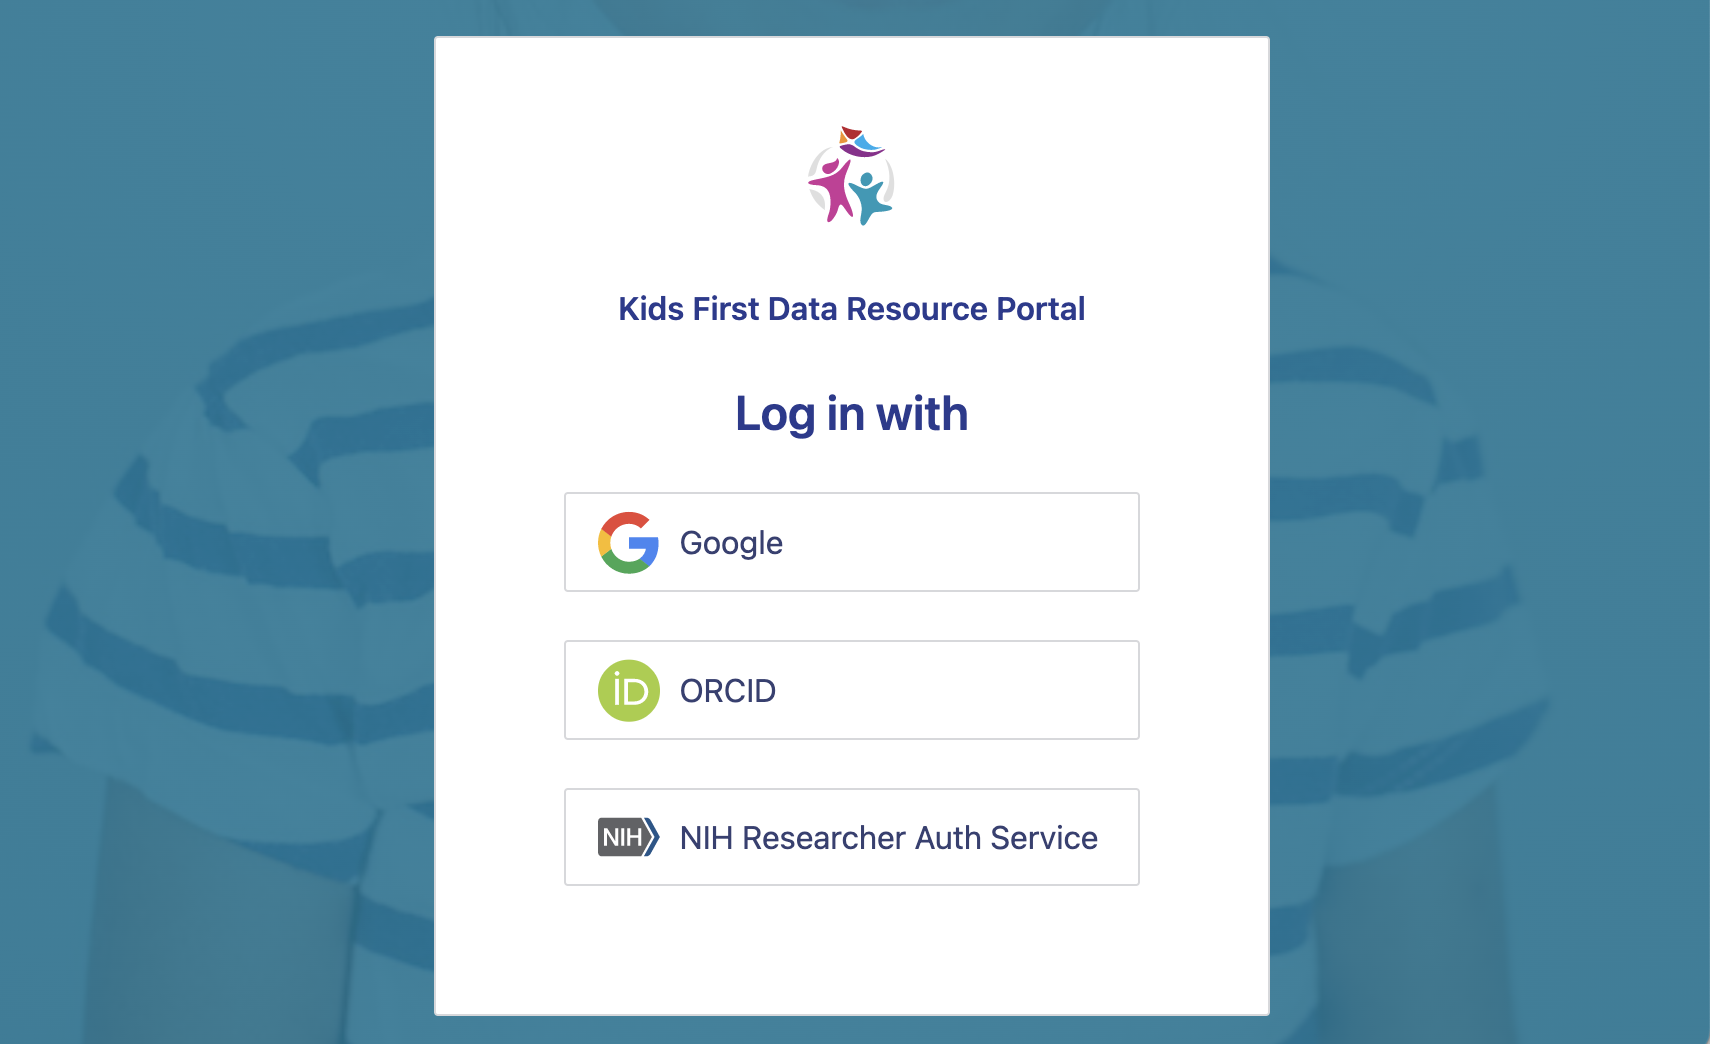 Kids First Data Resource Portal
Log in with
Google
iD ORCID
NIH NIH Researcher Auth Service